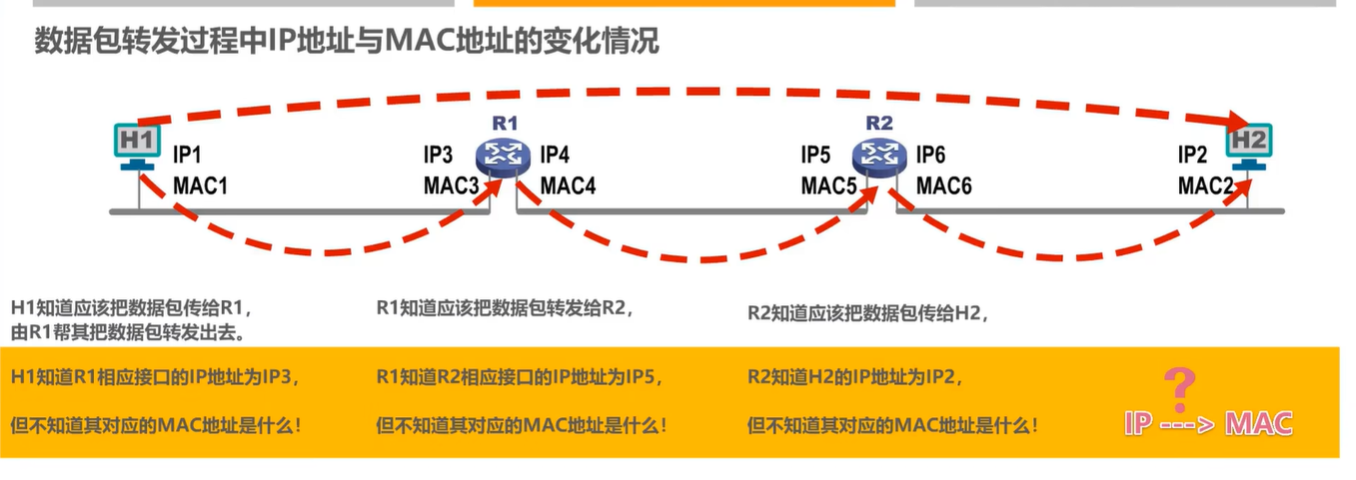 数据包转发过程中IP地址与MAC地址的变化情况
R1
R2
H1
H2
IP1
IP3
IP4
IP5
IP6
IP2
MAC1
MAC3
MAC4
MAC5
MAC6
MAC2
H1知道应该把数据包传给R1，
由R1帮其把数据包转发出去。
R1知道应该把数据包转发给R2，
R2知道应该把数据包传给H2，
H1知道R1相应接口的IP地址为IP3，
但不知道其对应的MAC地址是什么！
R1知道R2相应接口的IP地址为IP5，
但不知道其对应的MAC地址是什么！
R2知道H2的IP地址为IP2，
但不知道其对应的MAC地址是什么！
?
IP ---> MAC